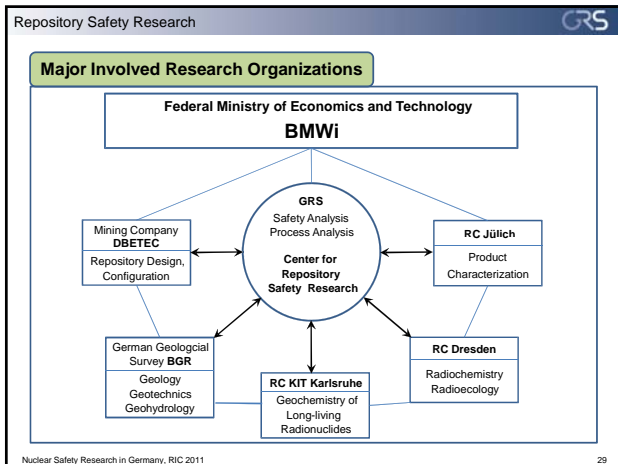 Repository Safety Research
GRS
Major Involved Research Organizations
Federal Ministry of Economics and Technology
BMWi
GRS
Safety Analysis
Process Analysis
Center for
Repository
Safety Research
Mining Company
DBETEC
Repository Design,
Configuration
RC Jülich
Product
Characterization
German Geologcial
Survey BGR
Geology
Geotechnics
Geohydrology
RC KIT Karlsruhe
Geochemistry of
Long-living
Radionuclides
RC Dresden
Radiochemistry
Radioecology
Nuclear Safety Research in Germany, RIC 2011
29